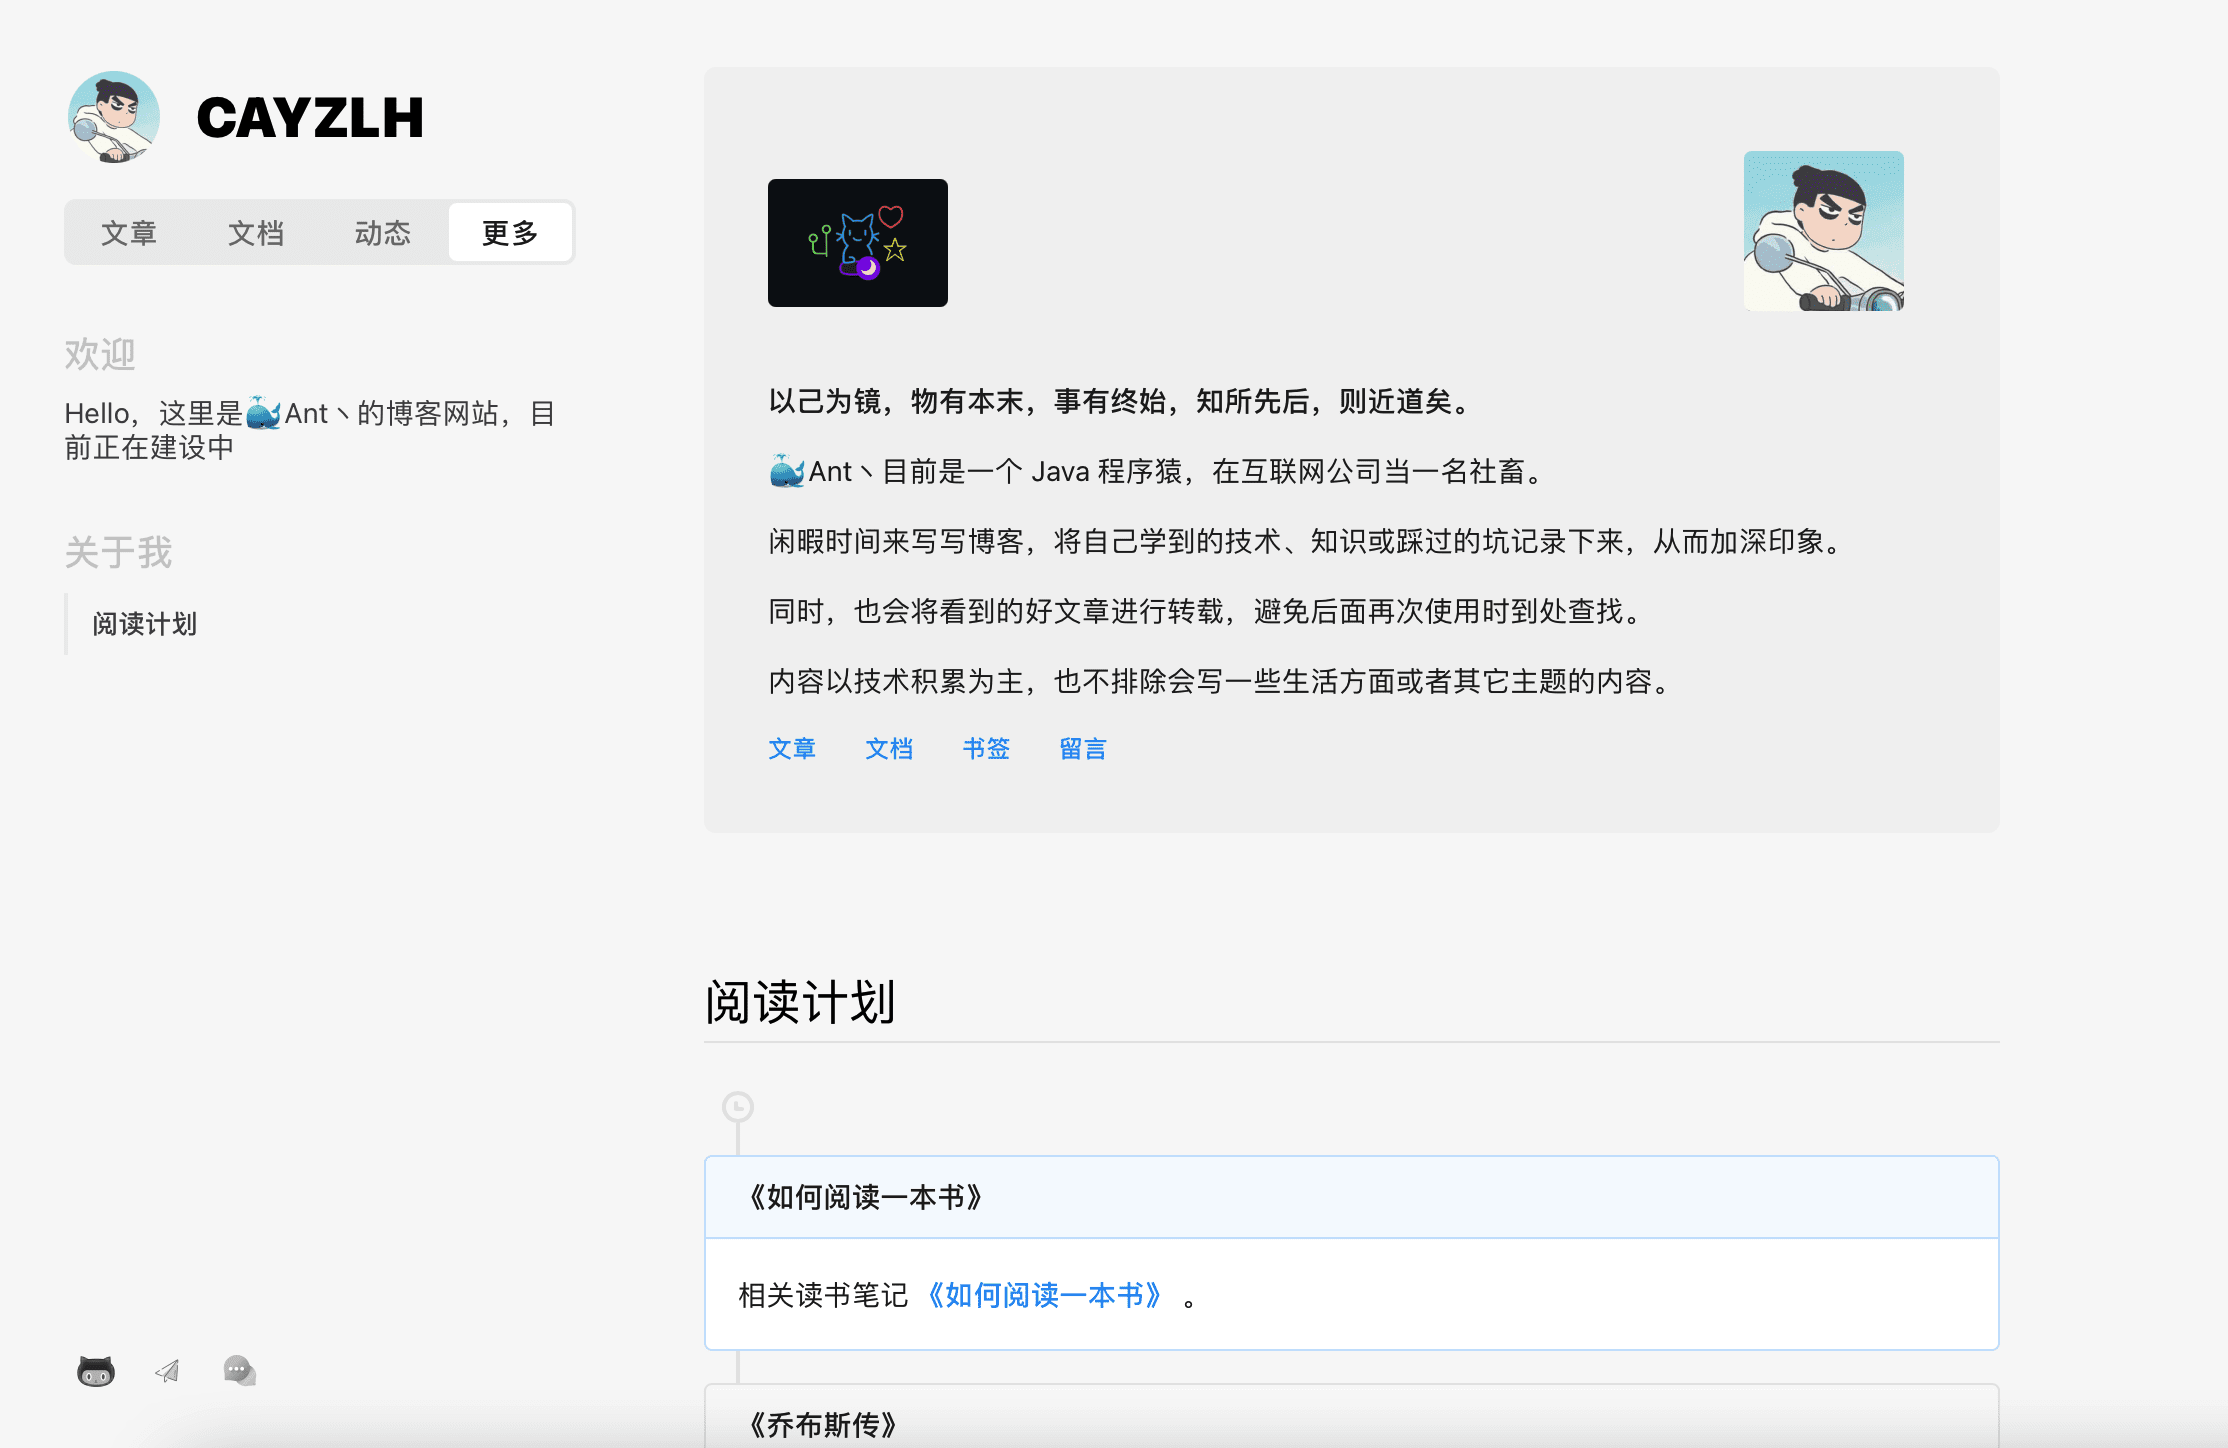 CAYZLH
文章 文档 动态 更多
欢迎
Hello，这里是🐳Ant丶的博客网站，目
前正在建设中
关于我
阅读计划
以己为镜，物有本末，事有终始，知所先后，则近道矣。
🐳Ant丶目前是一个 Java 程序猿，在互联网公司当一名社畜。
闲暇时间来写写博客，将自己学到的技术、知识或踩过的坑记录下来，从而加深印象。
同时，也会将看到的好文章进行转载，避免后面再次使用时到处查找。
内容以技术积累为主，也不排除会写一些生活方面或者其它主题的内容。
文章 文档 书签 留言
阅读计划
《如何阅读一本书》
相关读书笔记 《如何阅读一本书》 。
《乔布斯传》